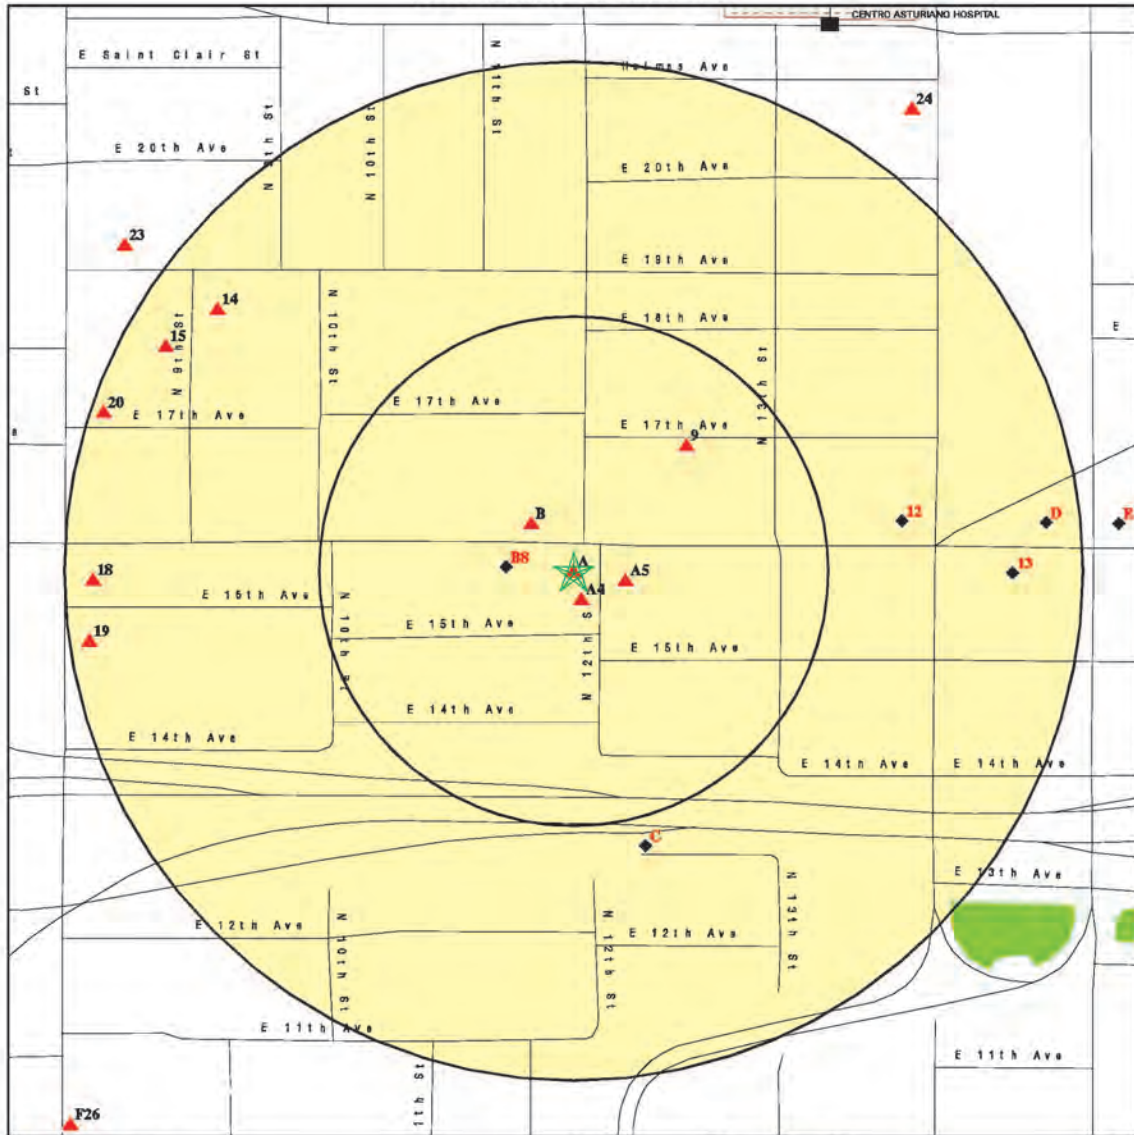 CENTRO ASTURIANO HOSPITAL
E Saint Clair St
N 11th St
Holmes Ave
St
24
N 9th St
N 10th St
E 20th Ave
E 20th Ave
23
E 19th Ave
14
N 10th St
E 18th Ave
15
N 9th St
E
N 13th St
20
E 17th Ave
E 17th Ave
E 17th Ave
9
B
12
D
E
B8
A
A5
13
18
A4
E 15th Ave
N 10th St
E 15th Ave
N 12th S
E 15th Ave
19
E 14th Ave
E 14th Ave
E 14th Ave
E 14th Ave
C
E 13th Ave
N 13th St
E 12th Ave
N 10th St
N 12th St
E 12th Ave
E 11th Ave
E 11th Ave
11th St
F26